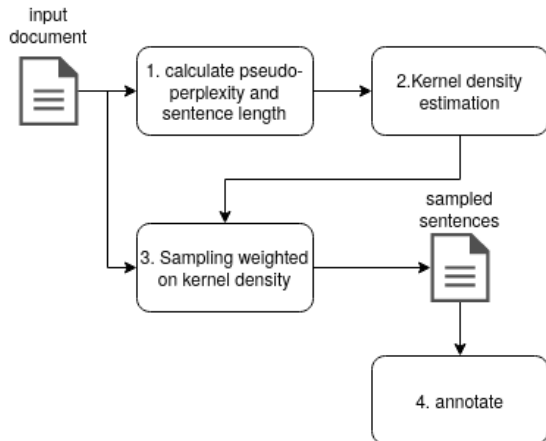 input
document
1. calculate pseudo-
perplexity and
sentence length
2.Kernel density
estimation
3. Sampling weighted
on kernel density
sampled
sentences
4. annotate